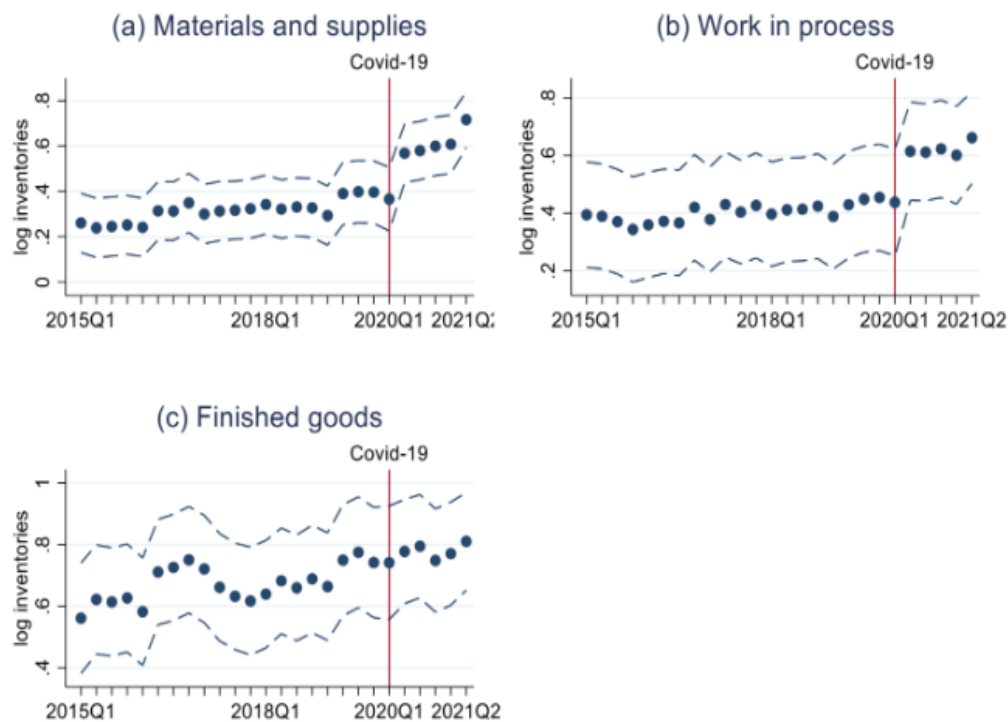 (a) Materials and supplies
Covid-19
log inventories
.8
.6
.4
.2
0
2015Q1 2018Q1 2020Q1 2021Q2
(b) Work in process
Covid-19
log inventories
.8
.6
.4
.2
2015Q1 2018Q1 2020Q1 2021Q2
(c) Finished goods
Covid-19
log inventories
1
.8
.6
.4
2015Q1 2018Q1 2020Q1 2021Q2